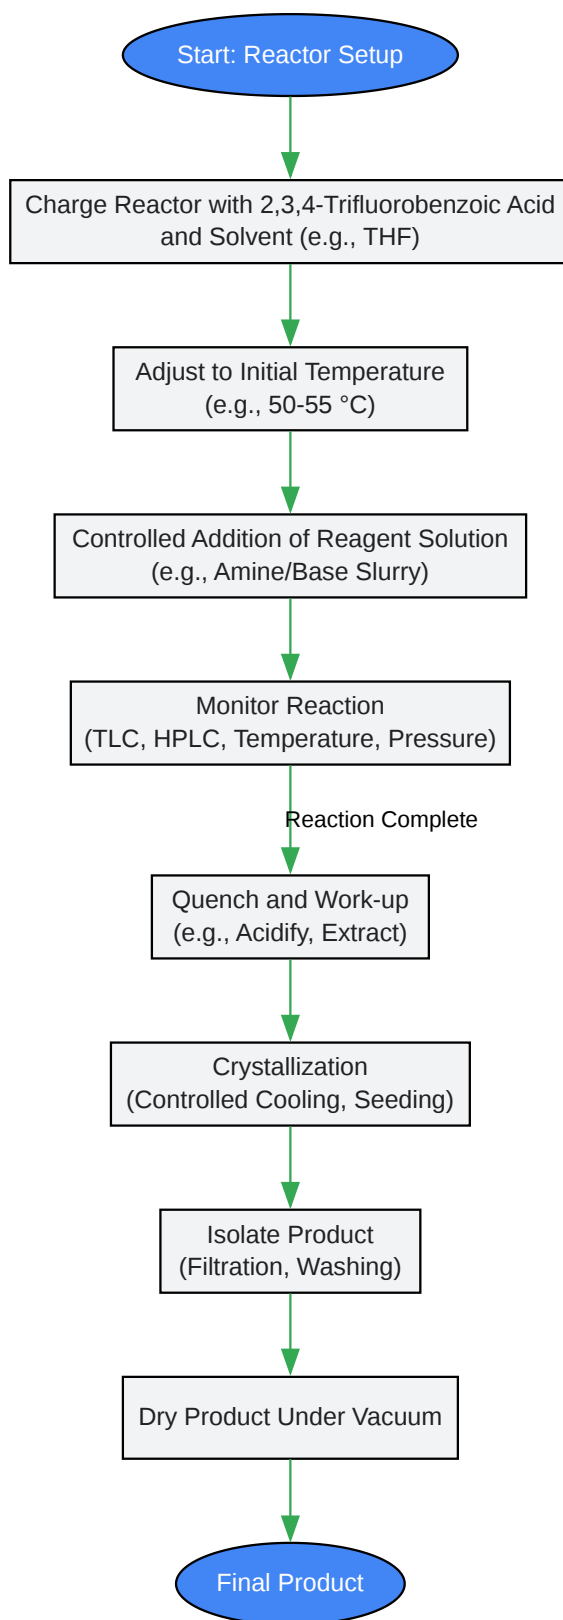 Start: Reactor Setup
Charge Reactor with 2,3,4-Trifluorobenzoic Acid
and Solvent (e.g., THF)
Adjust to Initial Temperature
(e.g., 50-55 °C)
Controlled Addition of Reagent Solution
(e.g., Amine/Base Slurry)
Monitor Reaction
(TLC, HPLC, Temperature, Pressure)
Reaction Complete
Quench and Work-up
(e.g., Acidify, Extract)
Crystallization
(Controlled Cooling, Seeding)
Isolate Product
(Filtration, Washing)
Dry Product Under Vacuum
Final Product